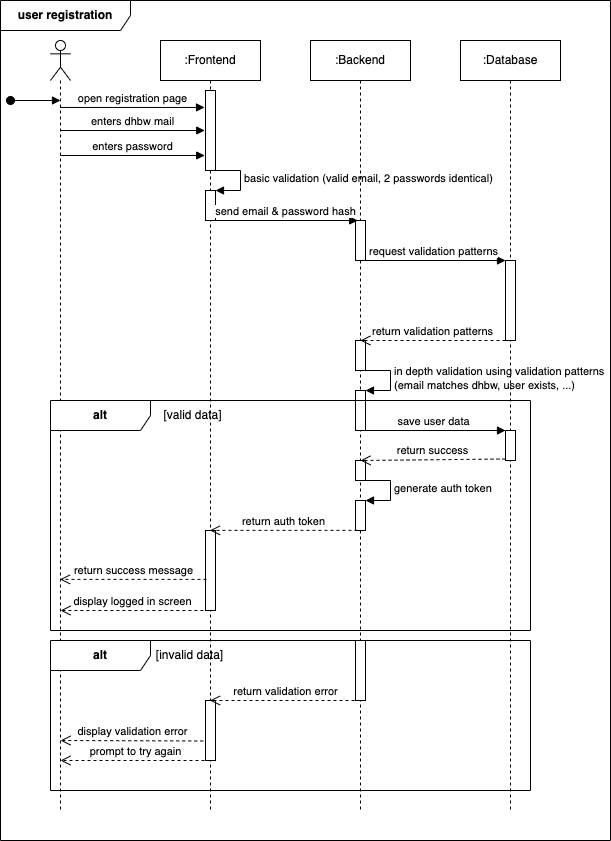 user registration
:Frontend
:Backend
:Database
open registration page
enters dhbw mail
enters password
basic validation (valid email, 2 passwords identical)
send email & password hash
request validation patterns
return validation patterns
in depth validation using validation patterns
(email matches dhbw, user exists, ...)
alt
[valid data]
save user data
return success
generate auth token
return auth token
return success message
display logged in screen
alt
[invalid data]
return validation error
display validation error
prompt to try again